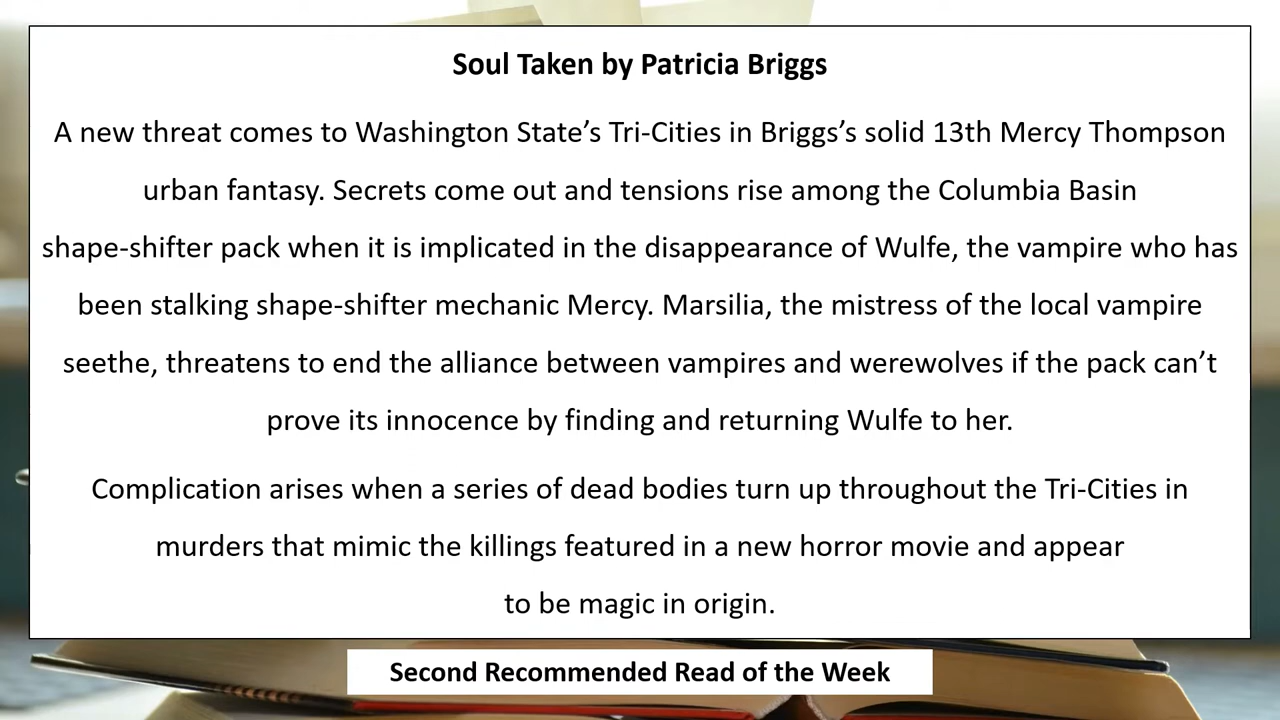 Soul Taken by Patricia Briggs
A new threat comes to Washington State’s Tri-Cities in Briggs’s solid 13th Mercy Thompson
urban fantasy. Secrets come out and tensions rise among the Columbia Basin
shape-shifter pack when it is implicated in the disappearance of Wulfe, the vampire who has
been stalking shape-shifter mechanic Mercy. Marsilia, the mistress of the local vampire
seethe, threatens to end the alliance between vampires and werewolves if the pack can’t
prove its innocence by finding and returning Wulfe to her.
Complication arises when a series of dead bodies turn up throughout the Tri-Cities in
murders that mimic the killings featured in a new horror movie and appear
to be magic in origin.
Second Recommended Read of the Week